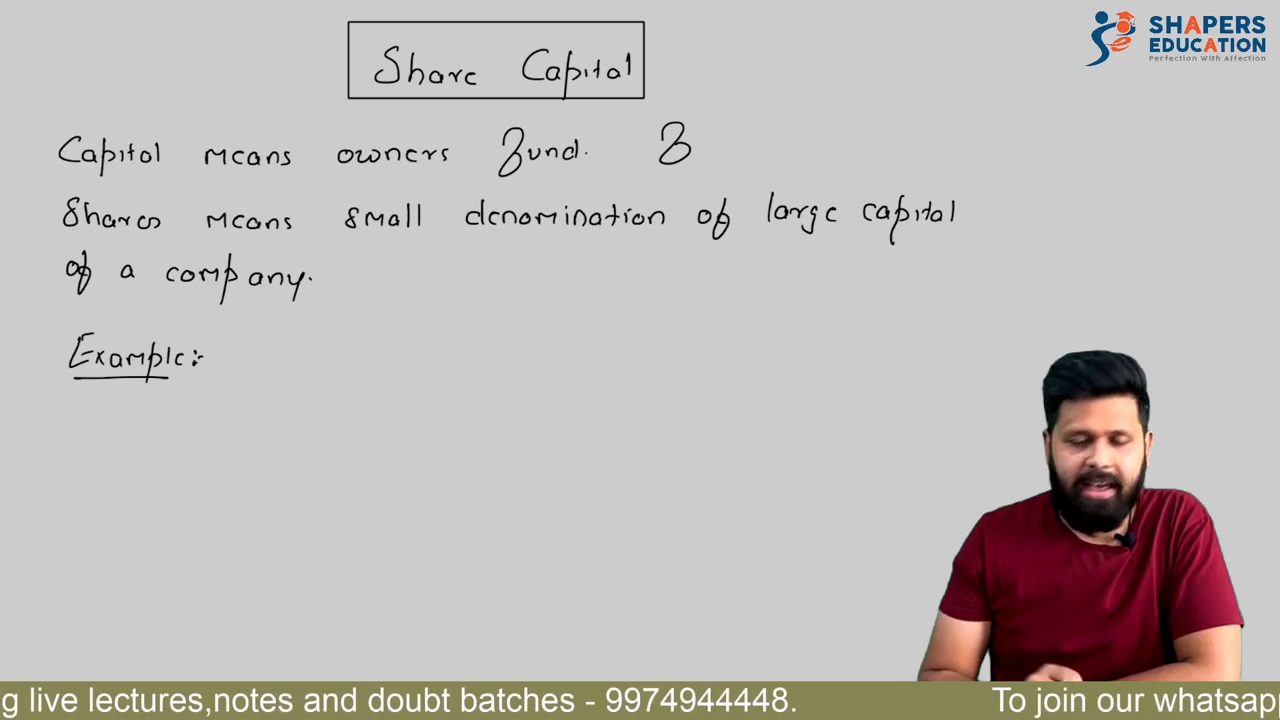 SHAPERS
EDUCATION
Perfection With Affection
Share Capital
Capital means owners fund.
Shares means small denomination of large capital
of a company.
Example:
g live lectures,notes and doubt batches - 9974944448. To join our whatsapp